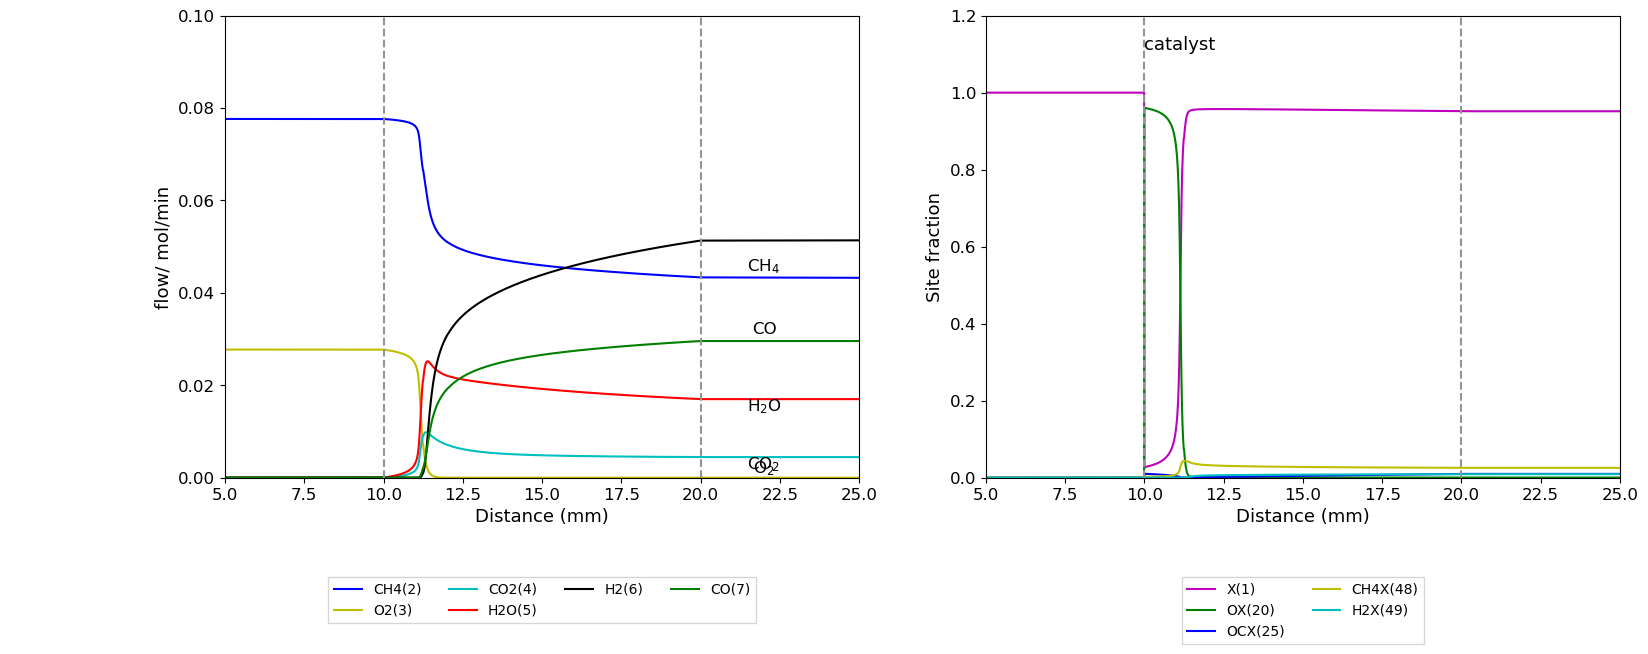 0.10
0.08
0.06
0.04
0.02
0.00
flow/ mol/min
CH₄
CO
H₂O
CO₂
O₂
5.0 7.5 10.0 12.5 15.0 17.5 20.0 22.5 25.0
Distance (mm)
CH4(2) CO2(4) H2(6) CO(7)
O2(3) H2O(5)
1.2
1.0
0.8
0.6
0.4
0.2
0.0
Site fraction
catalyst
5.0 7.5 10.0 12.5 15.0 17.5 20.0 22.5 25.0
Distance (mm)
X(1) CH4X(48)
OX(20) H2X(49)
OCX(25)